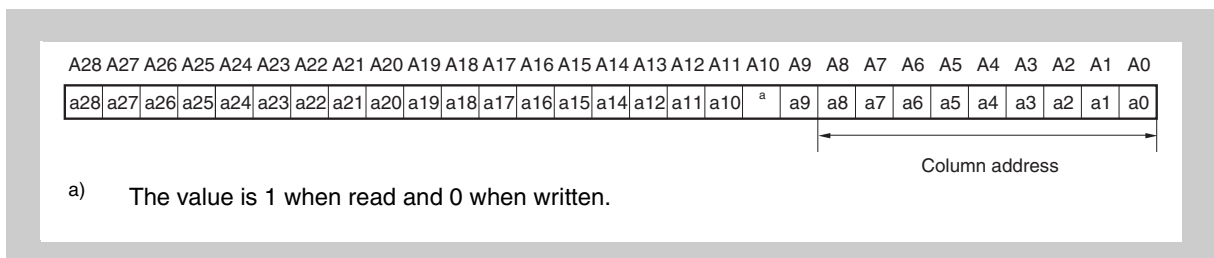 A28 A27 A26 A25 A24 A23 A22 A21 A20 A19 A18 A17 A16 A15 A14 A13 A12 A11 A10 A9 A8 A7 A6 A5 A4 A3 A2 A1 A0
a28 a27 a26 a25 a24 a23 a22 a21 a20 a19 a18 a17 a16 a15 a14 a12 a11 a10 a a9 a8 a7 a6 a5 a4 a3 a2 a1 a0
Column address
a) The value is 1 when read and 0 when written.